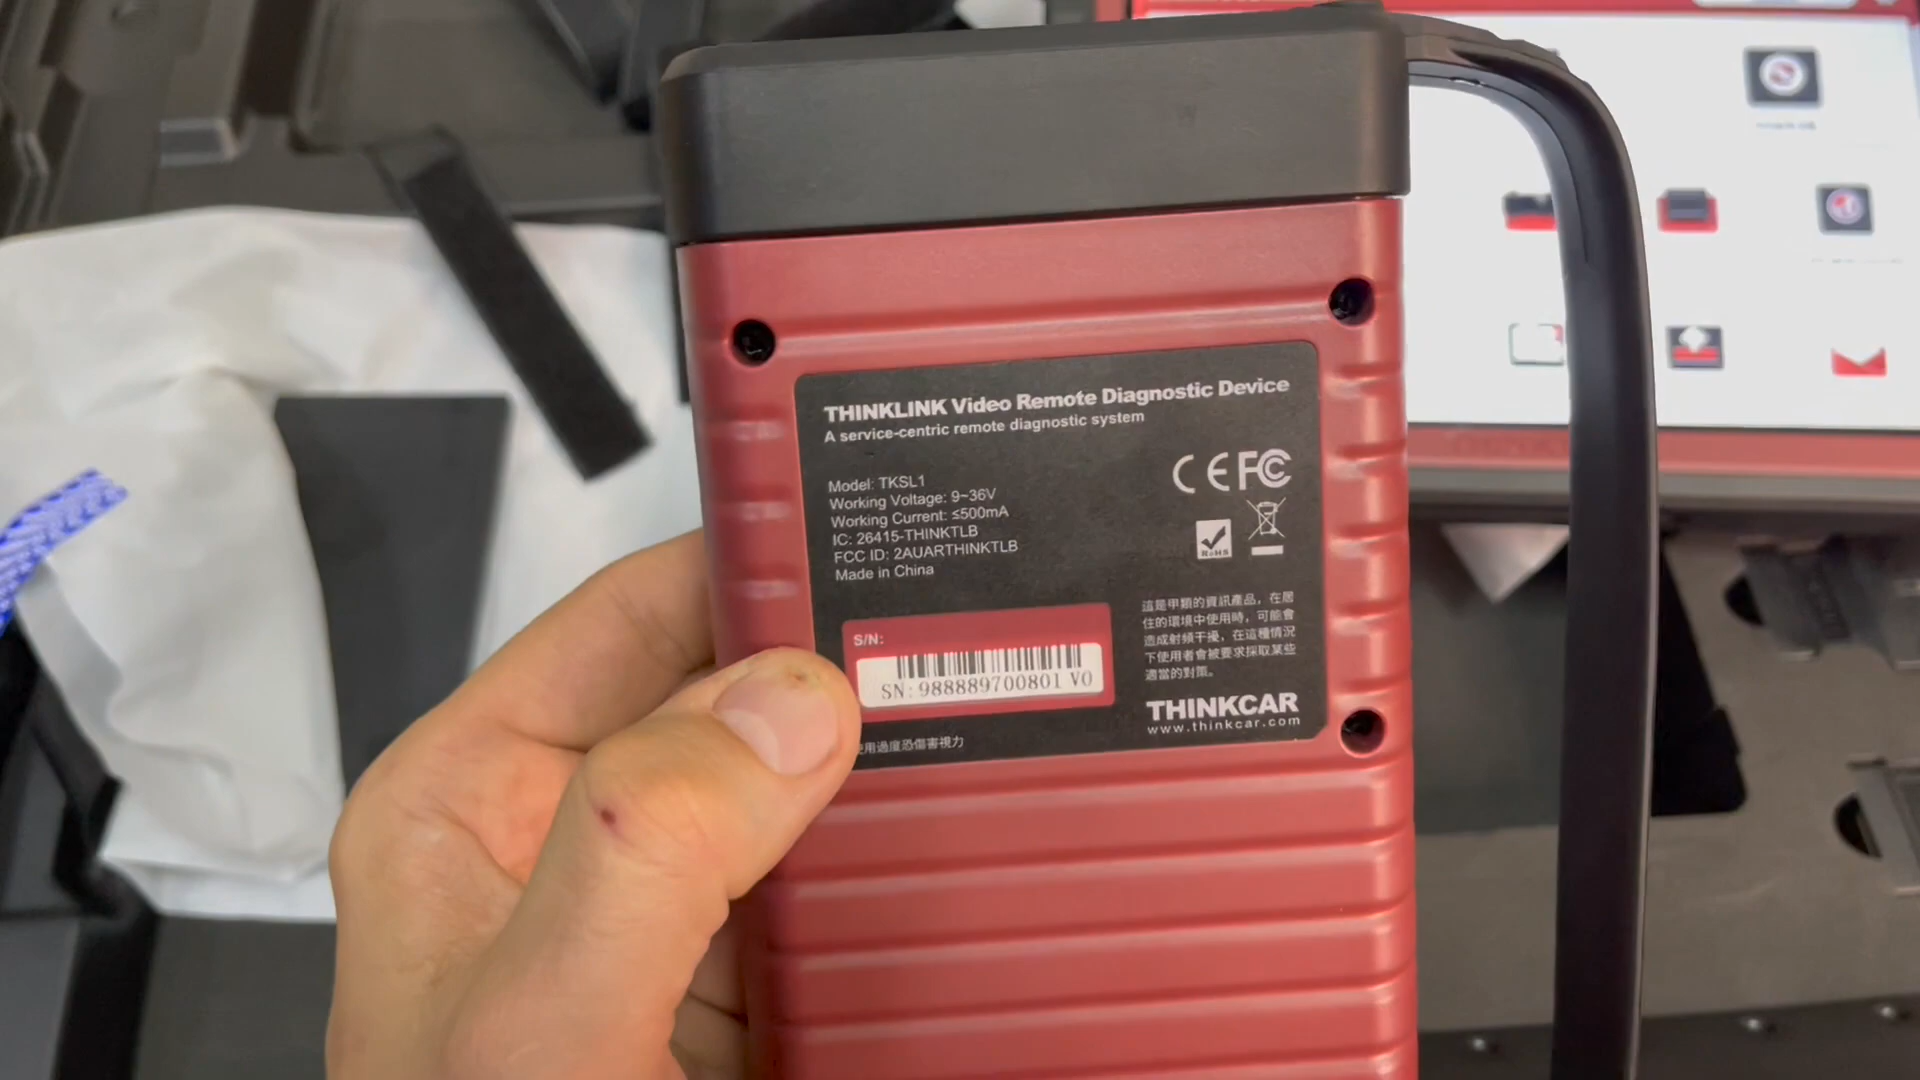 THINKLINK Video Remote Diagnostic Device
A service-centric remote diagnostic system
Model: TKSL1
Working Voltage: 9~36V
Working Current: ≤500mA
IC: 26415-THINKTLB
FCC ID: 2AUARTHINKTLB
Made in China
CE FC
RoHS
S/N:
SN:988889700801 V0
這是甲類的資訊產品，在居
住的環境中使用時，可能會
造成射頻干擾，在這種情況
下使用者會被要求採取某些
適當的對策。
THINKCAR
www.thinkcar.com
使用過度恐傷害視力